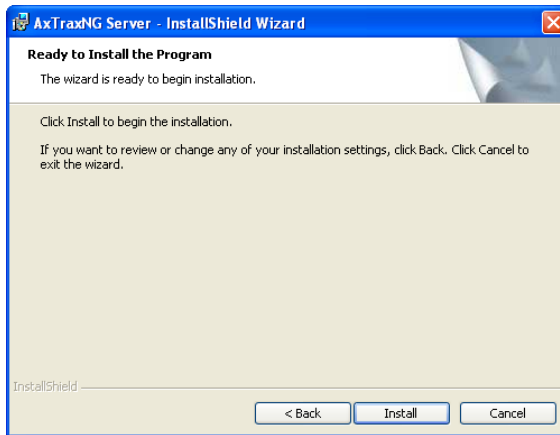 AxTraxNG Server - InstallShield Wizard
Ready to Install the Program
The wizard is ready to begin installation.
Click Install to begin the installation.
If you want to review or change any of your installation settings, click Back. Click Cancel to
exit the wizard.
InstallShield
< Back
Install
Cancel